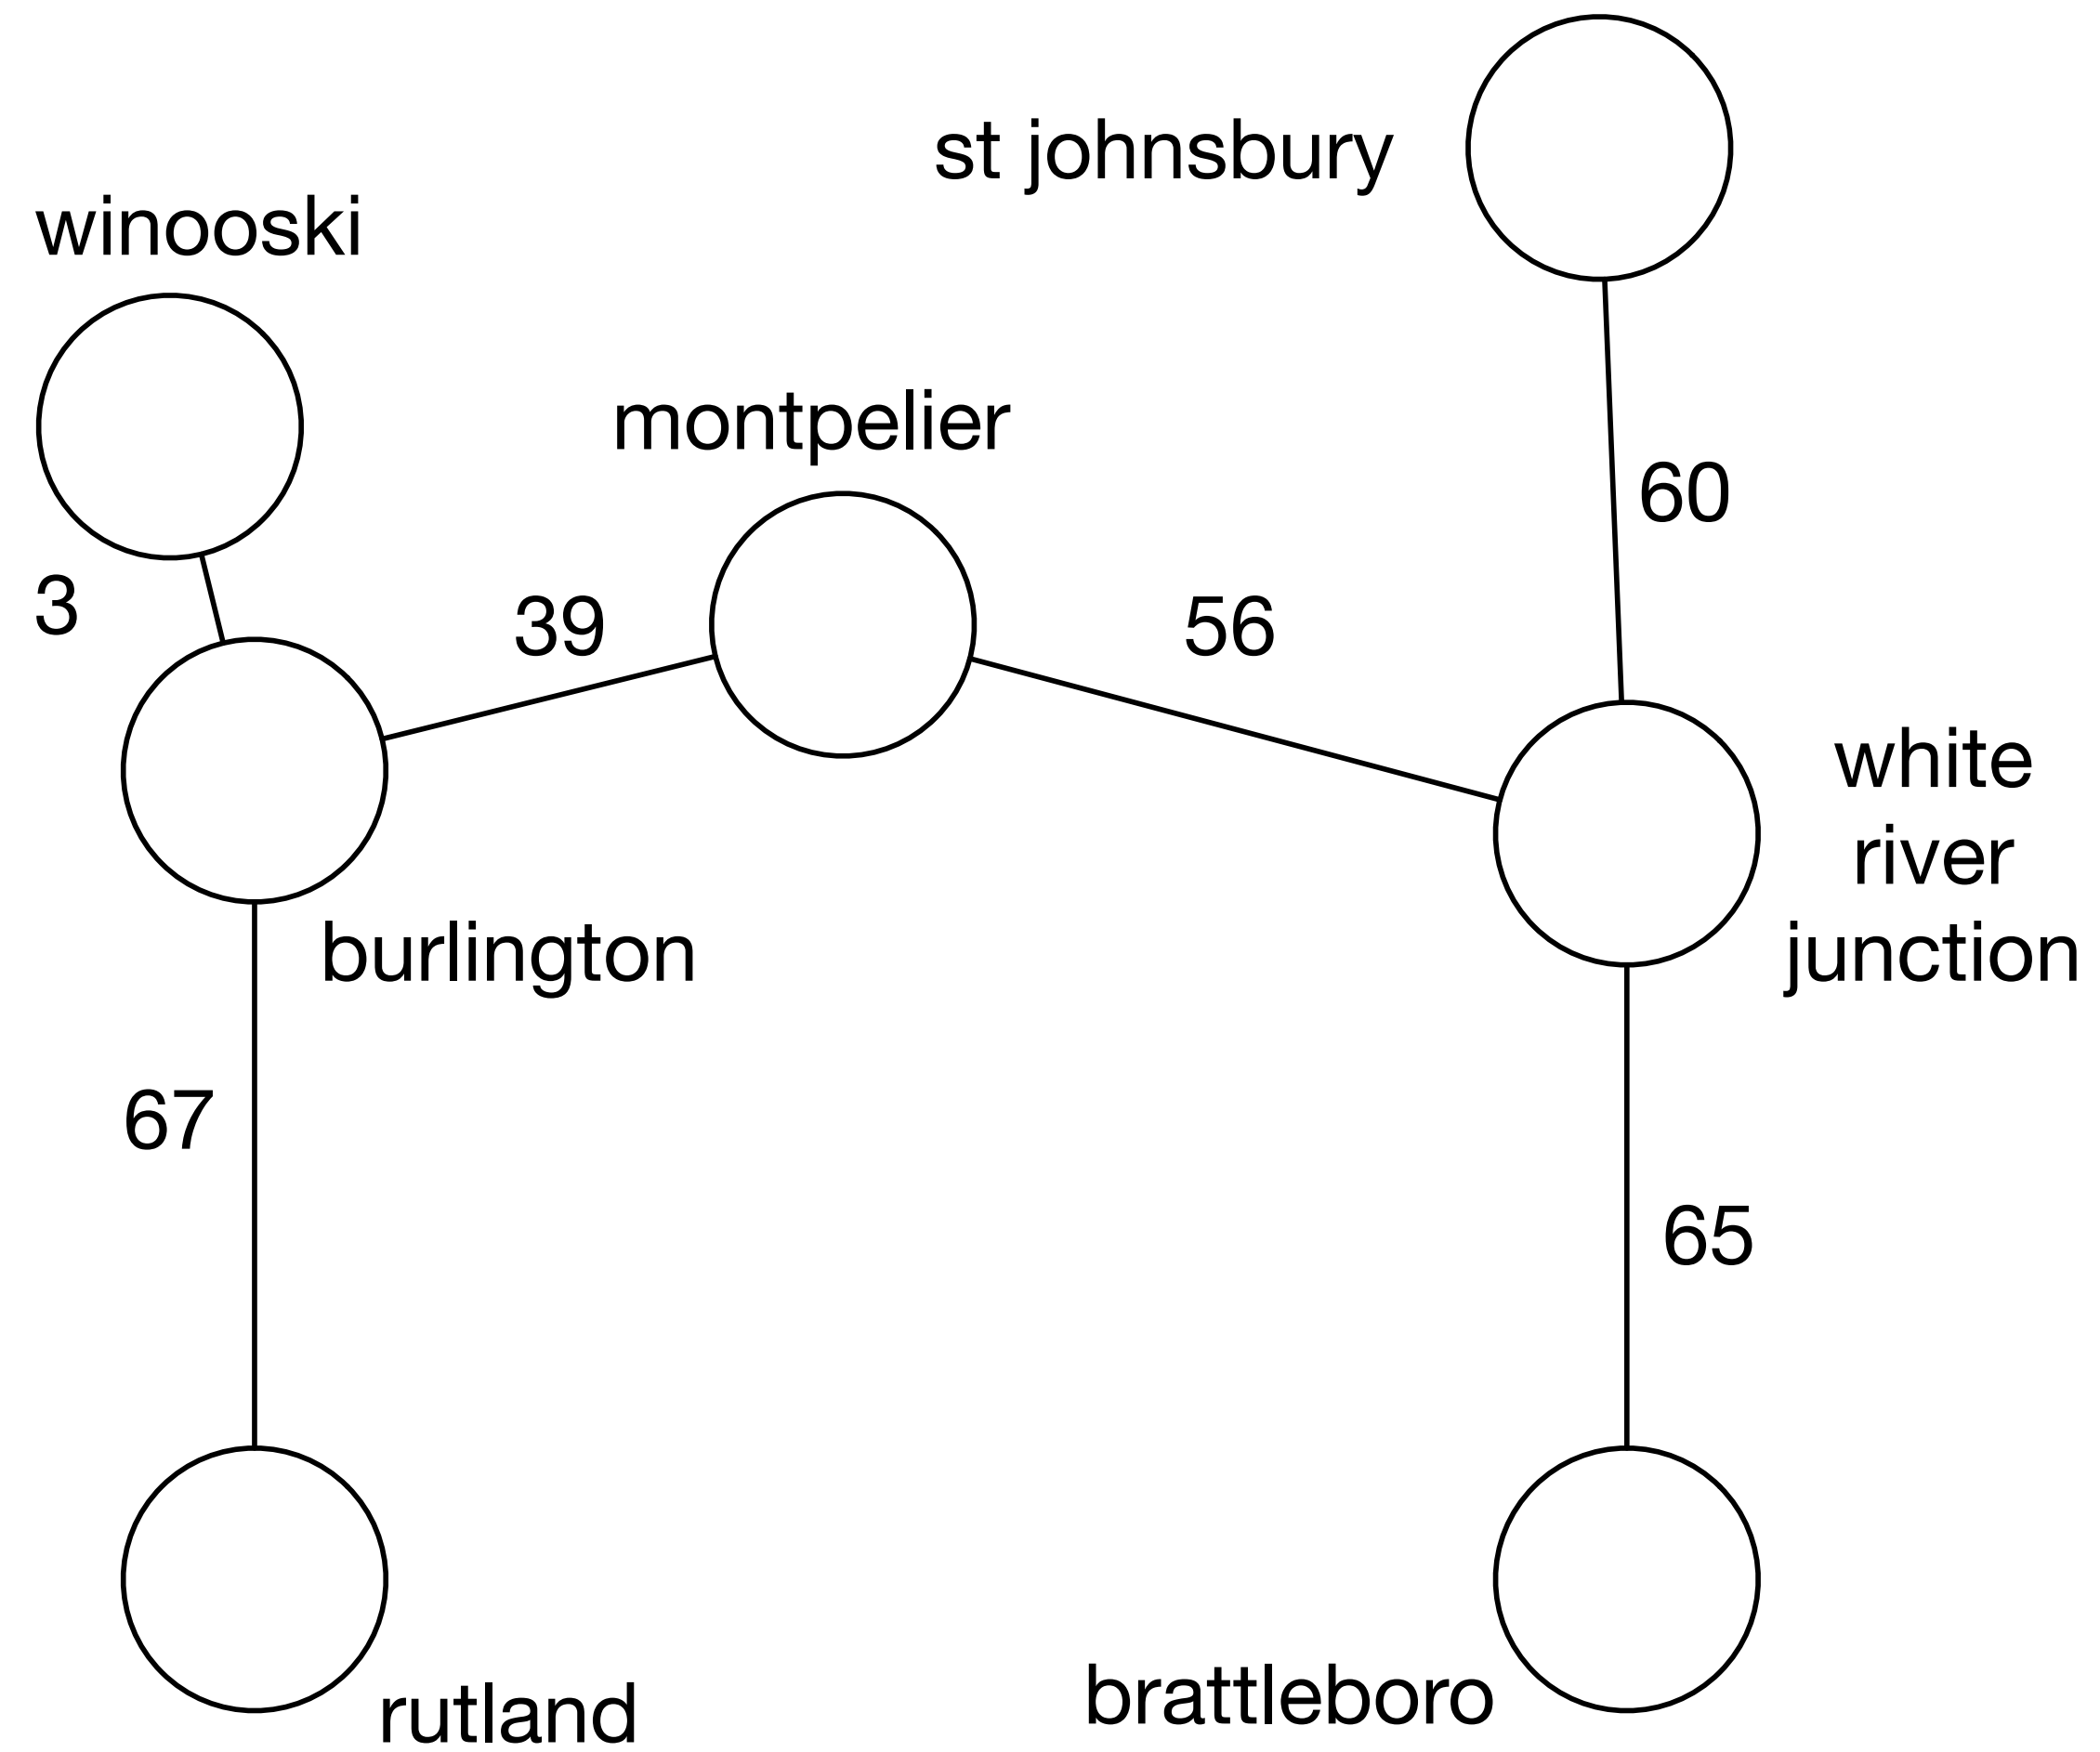 st johnsbury
winooski
montpelier
60
3
39
56
white
river
junction
burlington
67
65
brattleboro
rutland